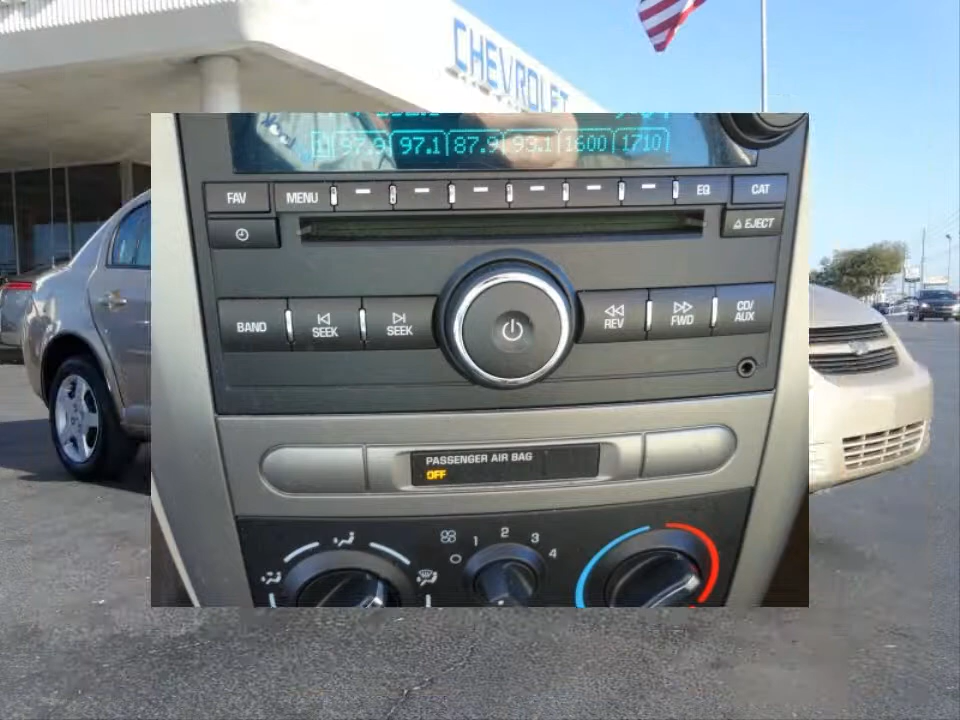 CHEVROLET
1 97.9 97.1 87.9 93.1 1600 1710
FAV MENU EQ CAT
EJECT
BAND SEEK SEEK REV FWD CD/
AUX
PASSENGER AIR BAG
OFF
1 2 3 4